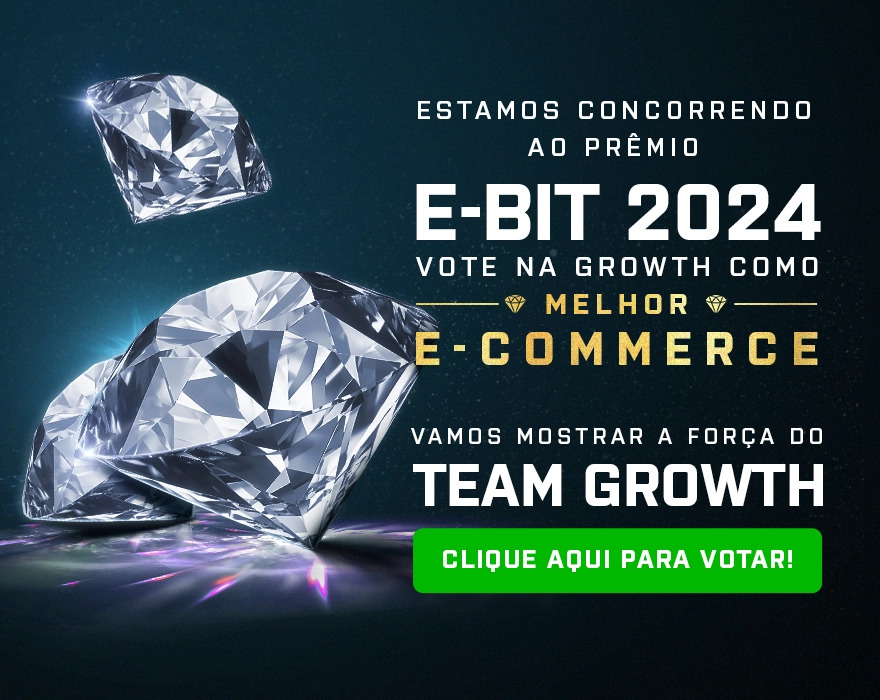 ESTAMOS CONCORRENDO
AO PRÊMIO
E-BIT 2024
VOTE NA GROWTH COMO
MELHOR
E-COMMERCE
VAMOS MOSTRAR A FORÇA DO
TEAM GROWTH
CLIQUE AQUI PARA VOTAR!